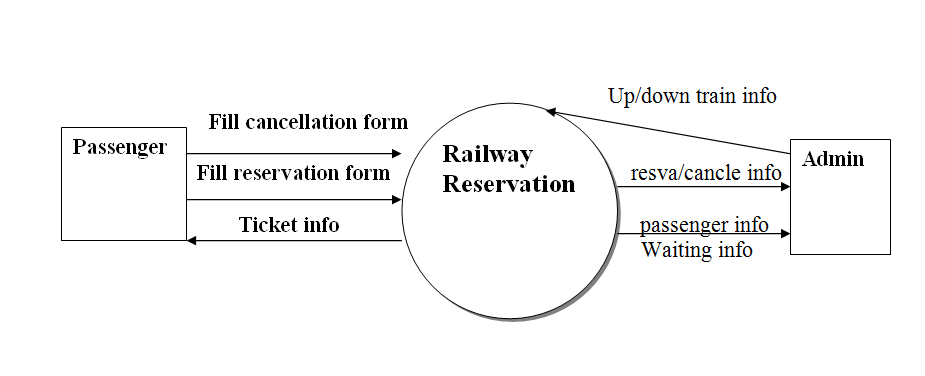 Up/down train info
Fill cancellation form
Passenger
Railway
Reservation
Admin
Fill reservation form
resva/cancle info
Ticket info
passenger info
Waiting info